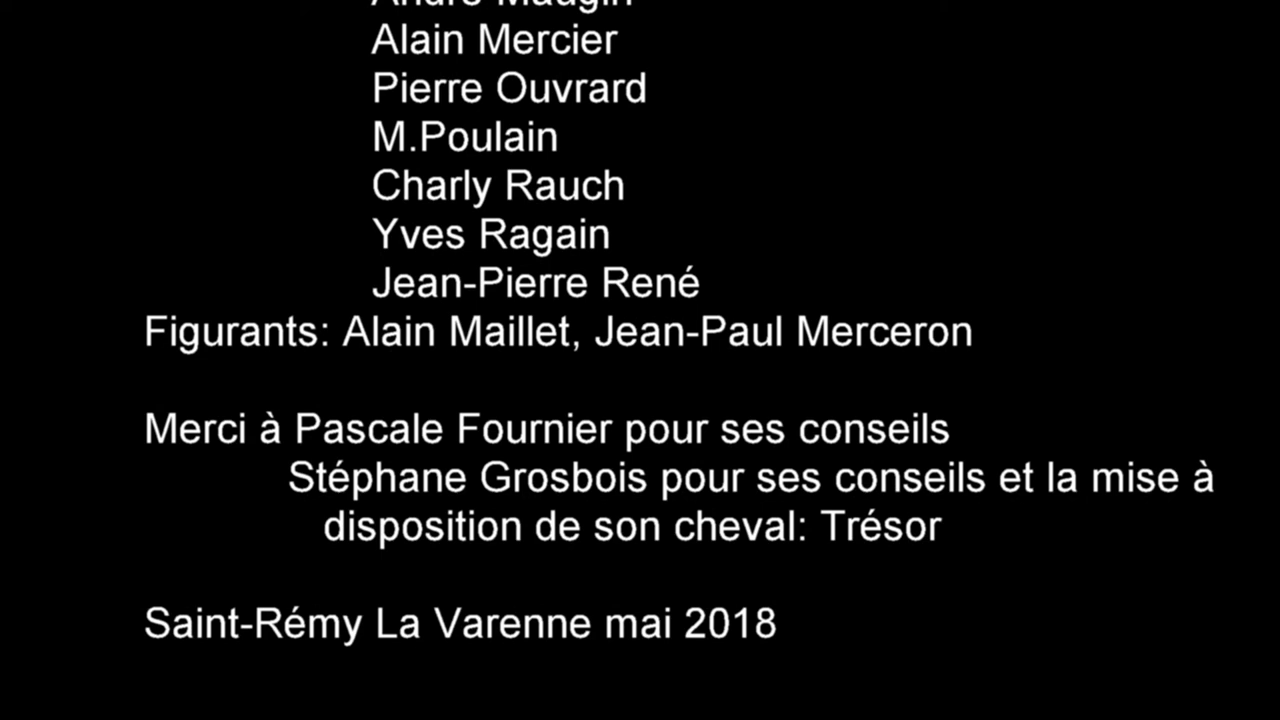 Alain Mercier
Pierre Ouvrard
M.Poulain
Charly Rauch
Yves Ragain
Jean-Pierre René
Figurants: Alain Maillet, Jean-Paul Merceron
Merci à Pascale Fournier pour ses conseils
Stéphane Grosbois pour ses conseils et la mise à
disposition de son cheval: Trésor
Saint-Rémy La Varenne mai 2018